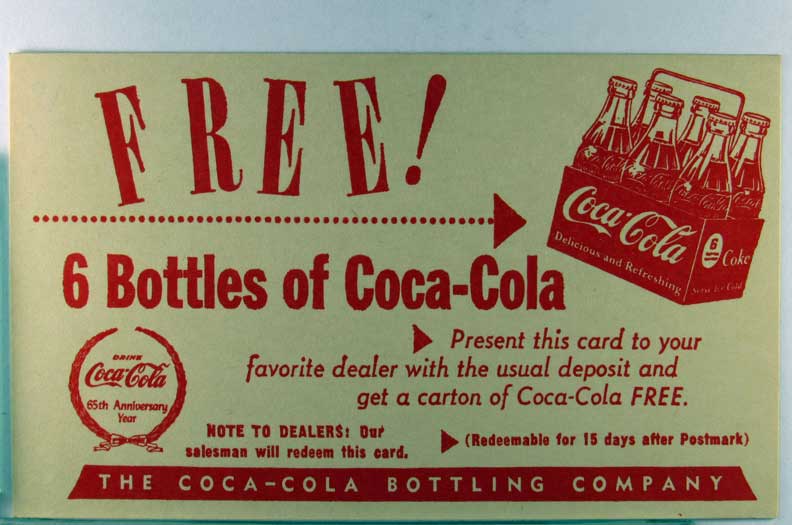 FREE!
Coca-Cola
Delicious and Refreshing
6
Coke
Serve Ice Cold
6 Bottles of Coca-Cola
Present this card to your
favorite dealer with the usual deposit and
get a carton of Coca-Cola FREE.
DRINK
Coca-Cola
65th Anniversary
Year
NOTE TO DEALERS: Our
salesman will redeem this card.
(Redeemable for 15 days after Postmark)
THE COCA-COLA BOTTLING COMPANY